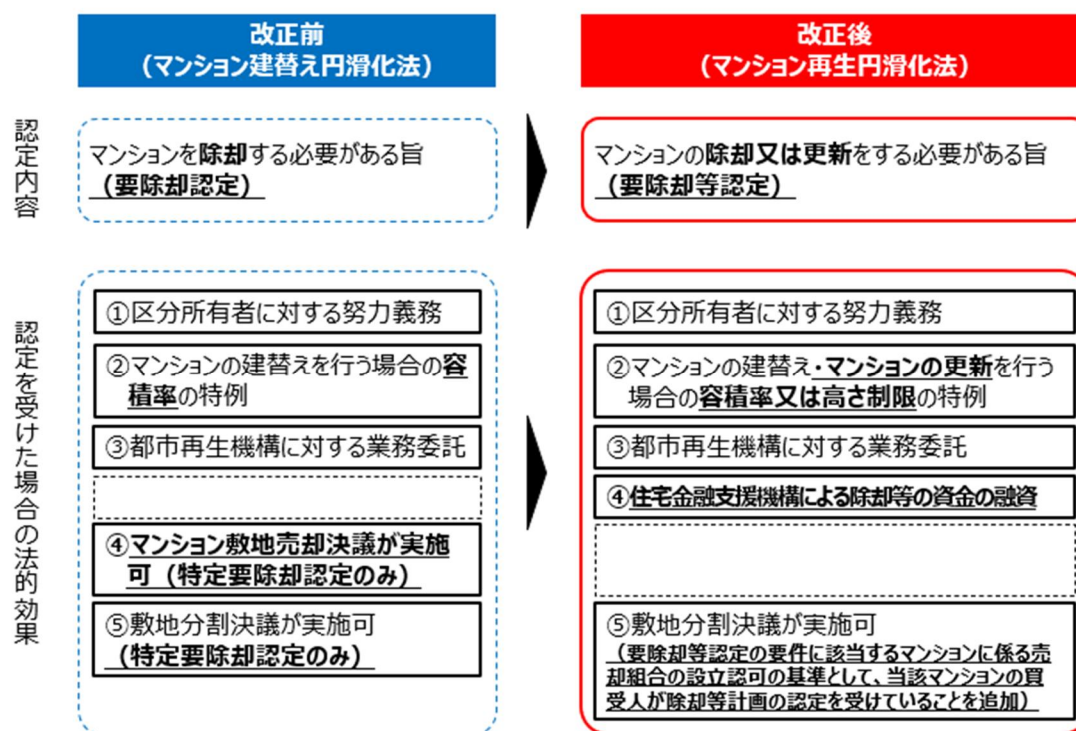 改正前
(マンション建替え円滑化法)
改正後
(マンション再生円滑化法)
認定内容
マンションを除却する必要がある旨
(要除却認定)
マンションの除却又は更新をする必要がある旨
(要除却等認定)
認定を受けた場合の法的効果
①区分所有者に対する努力義務
②マンションの建替えを行う場合の容
積率の特例
③都市再生機構に対する業務委託
④マンション敷地売却決議が実施
可(特定要除却認定のみ)
⑤敷地分割決議が実施可
(特定要除却認定のみ)
①区分所有者に対する努力義務
②マンションの建替え・マンションの更新を行う
場合の容積率又は高さ制限の特例
③都市再生機構に対する業務委託
④住宅金融支援機構による除却等の資金の融資
⑤敷地分割決議が実施可
(要除却等認定の要件に該当するマンションに係る売
却組合の設立認可の基準として、当該マンションの買
受人が除却等計画の認定を受けていることを追加)